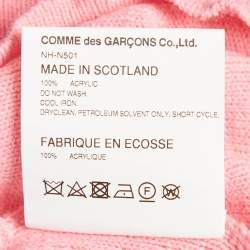 COMME des GARÇONS Co., Ltd.
NH-N501
MADE IN SCOTLAND
100% ACRYLIC
DO NOT WASH.
COOL IRON.
DRYCLEAN, PETROLEUM SOLVENT ONLY, SHORT CYCLE.
FABRIQUE EN ECOSSE
100% ACRYLIQUE